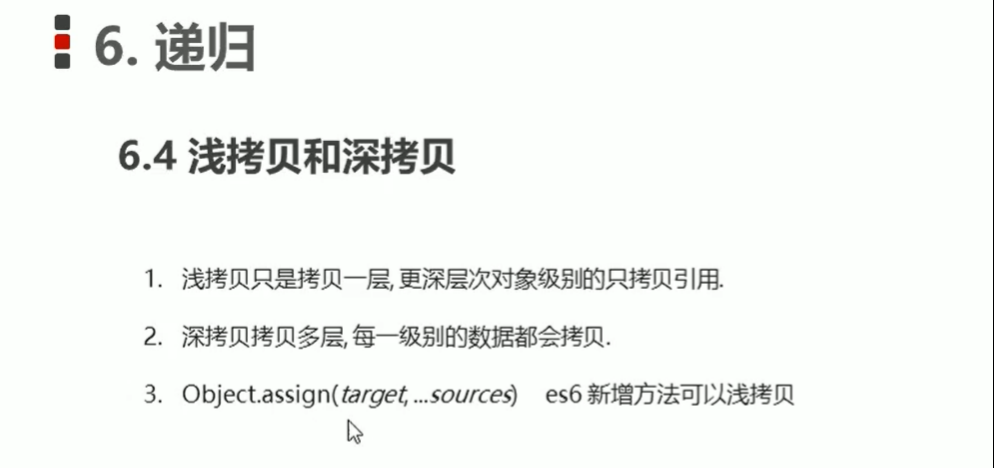 6. 递归
6.4 浅拷贝和深拷贝
1. 浅拷贝只是拷贝一层, 更深层次对象级别的只拷贝引用.
2. 深拷贝拷贝多层, 每一级别的数据都会拷贝.
3. Object.assign(target, ...sources) es6 新增方法可以浅拷贝